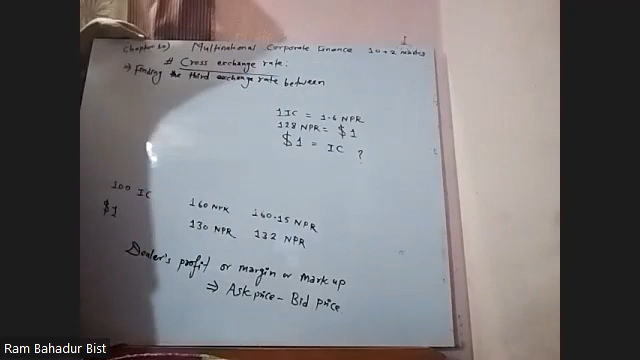 Chapter 10) Multinational Corporate Finance 10+2 marks
# Cross exchange rate:
⇒ Finding the third exchange rate between
1 IC = 1.6 NPR
128 NPR = $1
$1 = IC ?
100 IC 160 NPR 160.15 NPR
$1 130 NPR 132 NPR
Dealer's profit or margin or mark up
⇒ Ask price - Bid price
Ram Bahadur Bist